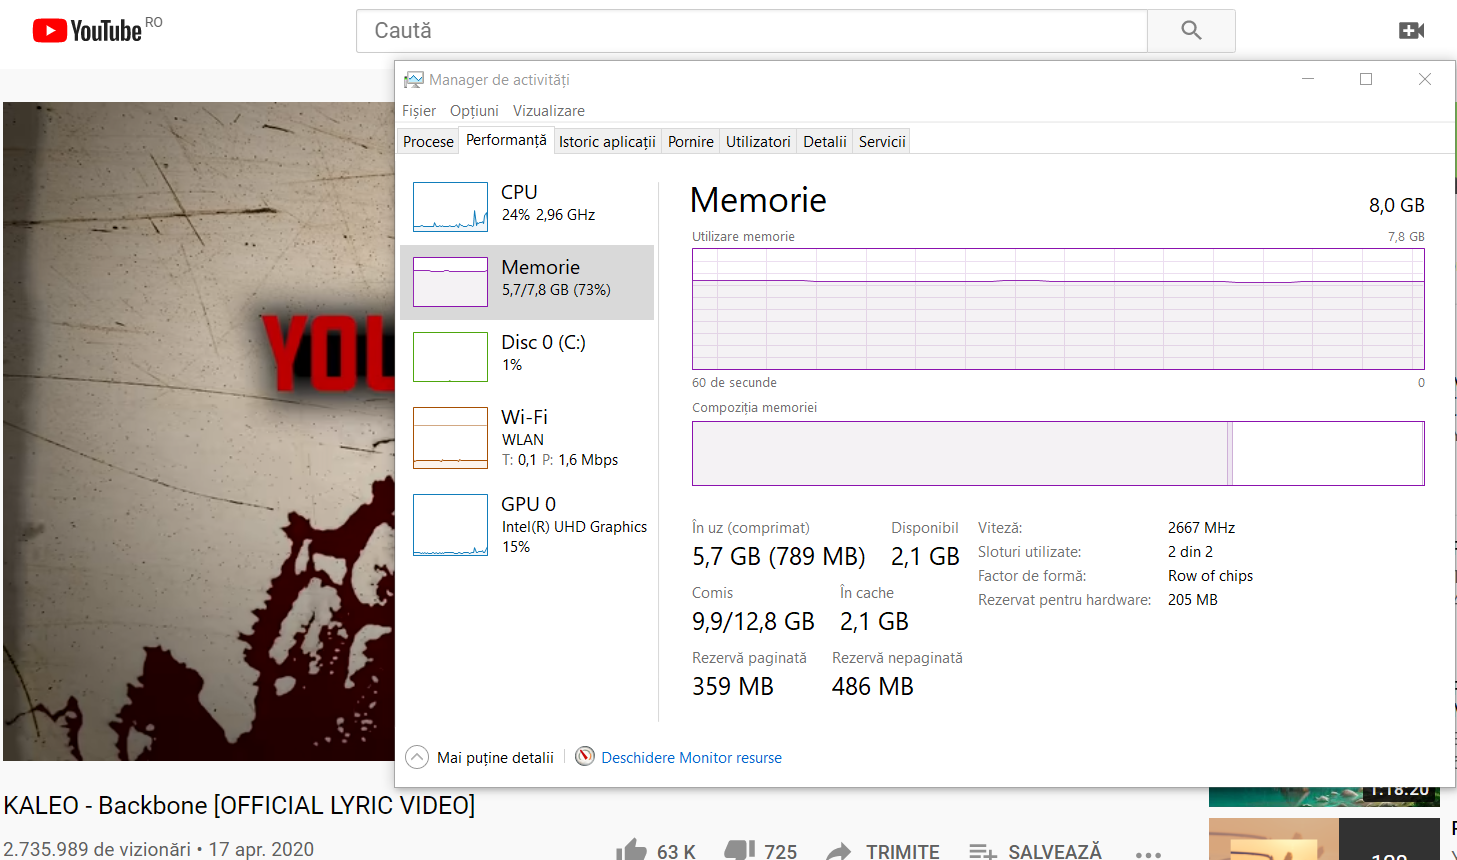 YouTube RO
Caută
Manager de activități
Fișier Opțiuni Vizualizare
Procese Performanță Istoric aplicații Pornire Utilizatori Detalii Servicii
CPU
24% 2,96 GHz
Memorie
5,7/7,8 GB (73%)
Disc 0 (C:)
1%
Wi-Fi
WLAN
T: 0,1 P: 1,6 Mbps
GPU 0
Intel(R) UHD Graphics
15%
Memorie 8,0 GB
Utilizare memorie 7,8 GB
60 de secunde 0
Compoziția memoriei
În uz (comprimat) Disponibil
5,7 GB (789 MB) 2,1 GB
Comis În cache
9,9/12,8 GB 2,1 GB
Rezervă paginată Rezervă nepaginată
359 MB 486 MB
Viteză: 2667 MHz
Sloturi utilizate: 2 din 2
Factor de formă: Row of chips
Rezervat pentru hardware: 205 MB
Mai puține detalii Deschidere Monitor resurse
YOU
1:18:20
KALEO - Backbone [OFFICIAL LYRIC VIDEO]
2.735.989 de vizionări • 17 apr. 2020
63 K 725 TRIMITE SALVEAZĂ